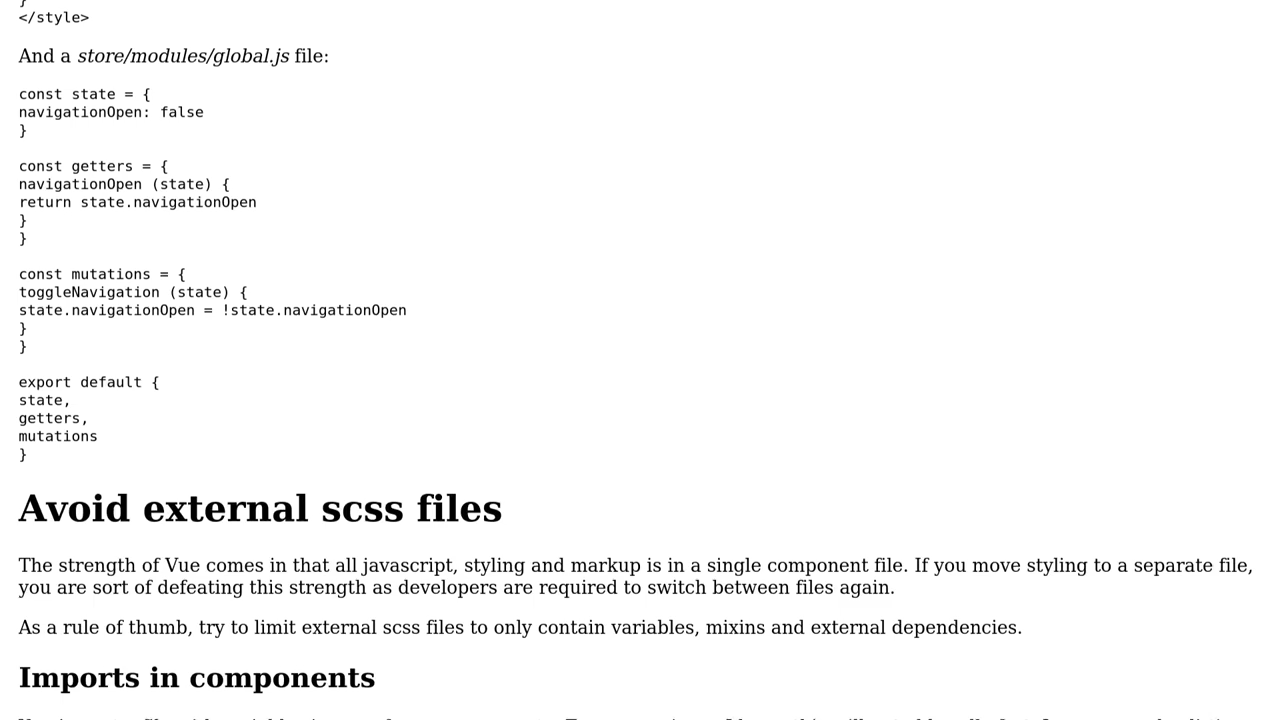 }
</style>
And a store/modules/global.js file:
const state = {
navigationOpen: false
}
const getters = {
navigationOpen (state) {
return state.navigationOpen
}
}
const mutations = {
toggleNavigation (state) {
state.navigationOpen = !state.navigationOpen
}
}
export default {
state,
getters,
mutations
}
Avoid external scss files
The strength of Vue comes in that all javascript, styling and markup is in a single component file. If you move styling to a separate file,
you are sort of defeating this strength as developers are required to switch between files again.
As a rule of thumb, try to limit external scss files to only contain variables, mixins and external dependencies.
Imports in components